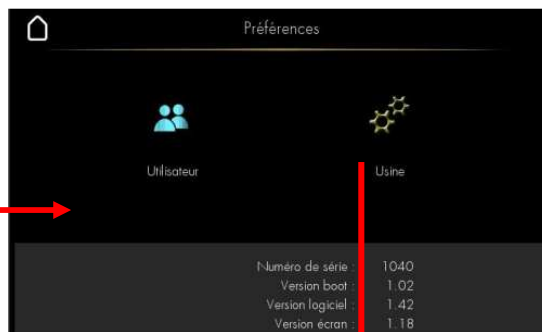 Préférences
Utilisateur Usine
Numéro de série : 1040
Version boot : 1.02
Version logiciel : 1.42
Version écran : 1.18